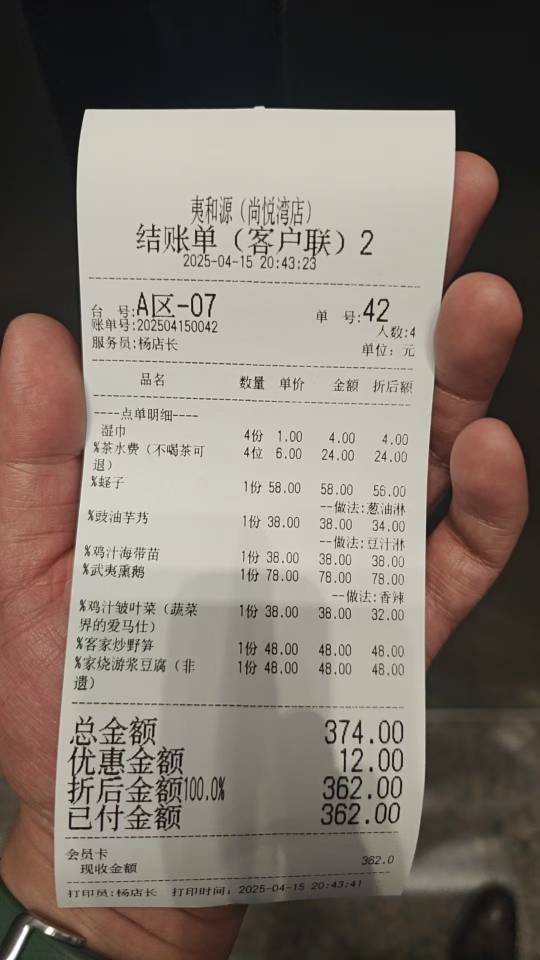 夷和源（尚悦湾店）
结账单（客户联）2
2025-04-15 20:43:23
台 号:A区-07 单 号:42
账单号:202504150042 人数:4
服务员:杨店长 单位: 元
品名 数量 单价 金额 折后额
----点单明细----
湿巾 4份 1.00 4.00 4.00
%茶水费（不喝茶可 4位 6.00 24.00 24.00
退）
%蛏子 1份 58.00 58.00 56.00
--做法:葱油淋
%豉油芋艿 1份 38.00 38.00 34.00
--做法:豆汁淋
%鸡汁海带苗 1份 38.00 38.00 38.00
%武夷熏鹅 1份 78.00 78.00 78.00
--做法:香辣
%鸡汁皱叶菜（蔬菜 1份 38.00 38.00 32.00
界的爱马仕）
%客家炒野笋 1份 48.00 48.00 48.00
%家烧游浆豆腐（非 1份 48.00 48.00 48.00
遗）
总金额 374.00
优惠金额 12.00
折后金额100.0% 362.00
已付金额 362.00
会员卡
现收金额 362.0
打印员:杨店长 打印时间: 2025-04-15 20:43:41